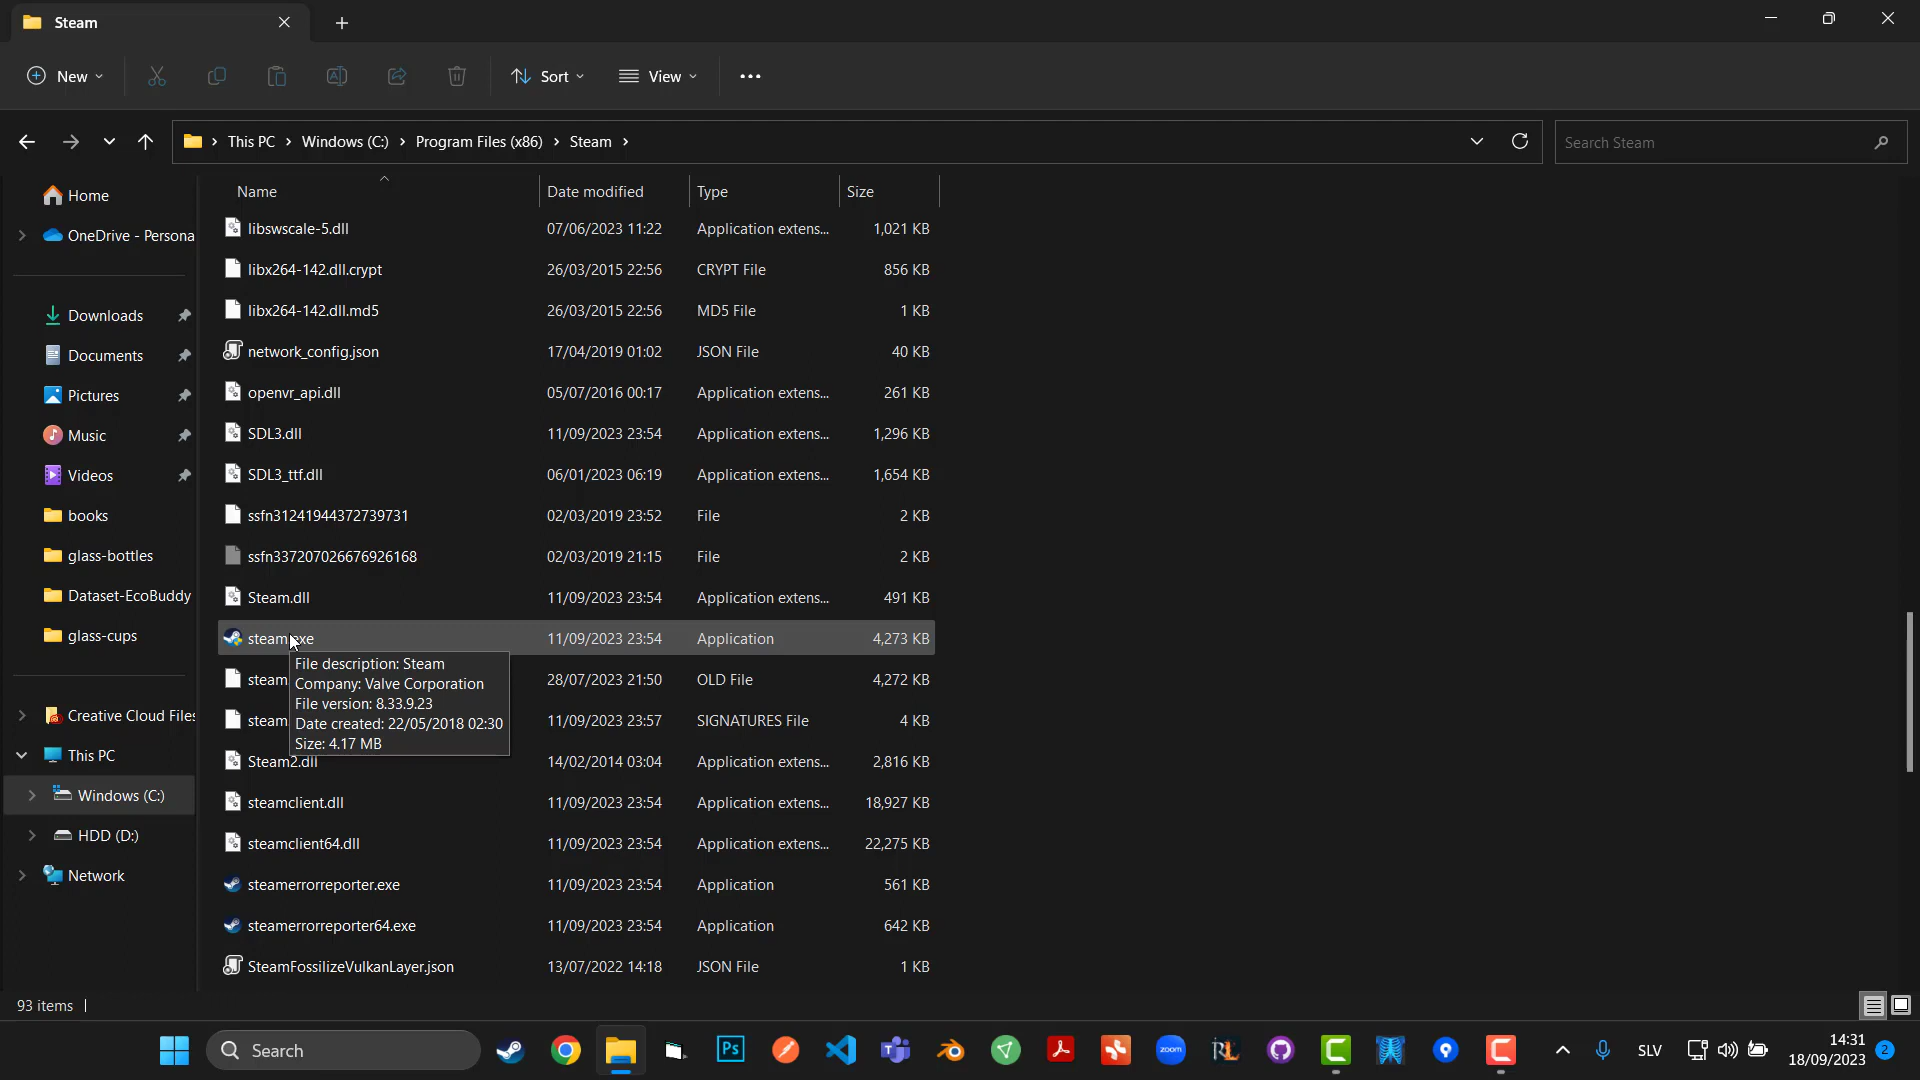 Steam
New
Sort
View
This PC
Windows (C:)
Program Files (x86)
Steam
Search Steam
Home
OneDrive - Persona
Downloads
Documents
Pictures
Music
Videos
books
glass-bottles
Dataset-EcoBuddy
glass-cups
Creative Cloud Files
This PC
Windows (C:)
HDD (D:)
Network
Name Date modified Type Size
libswscale-5.dll 07/06/2023 11:22 Application extens... 1,021 KB
libx264-142.dll.crypt 26/03/2015 22:56 CRYPT File 856 KB
libx264-142.dll.md5 26/03/2015 22:56 MD5 File 1 KB
network_config.json 17/04/2019 01:02 JSON File 40 KB
openvr_api.dll 05/07/2016 00:17 Application extens... 261 KB
SDL3.dll 11/09/2023 23:54 Application extens... 1,296 KB
SDL3_ttf.dll 06/01/2023 06:19 Application extens... 1,654 KB
ssfn31241944372739731 02/03/2019 23:52 File 2 KB
ssfn337207026676926168 02/03/2019 21:15 File 2 KB
Steam.dll 11/09/2023 23:54 Application extens... 491 KB
steam.exe 11/09/2023 23:54 Application 4,273 KB
steam. 28/07/2023 21:50 OLD File 4,272 KB
steam. 11/09/2023 23:57 SIGNATURES File 4 KB
Steam2.dll 14/02/2014 03:04 Application extens... 2,816 KB
steamclient.dll 11/09/2023 23:54 Application extens... 18,927 KB
steamclient64.dll 11/09/2023 23:54 Application extens... 22,275 KB
steamerrorreporter.exe 11/09/2023 23:54 Application 561 KB
steamerrorreporter64.exe 11/09/2023 23:54 Application 642 KB
SteamFossilizeVulkanLayer.json 13/07/2022 14:18 JSON File 1 KB
File description: Steam
Company: Valve Corporation
File version: 8.33.9.23
Date created: 22/05/2018 02:30
Size: 4.17 MB
93 items
Search
Ps
zoom
RL
SLV
14:31
18/09/2023
2